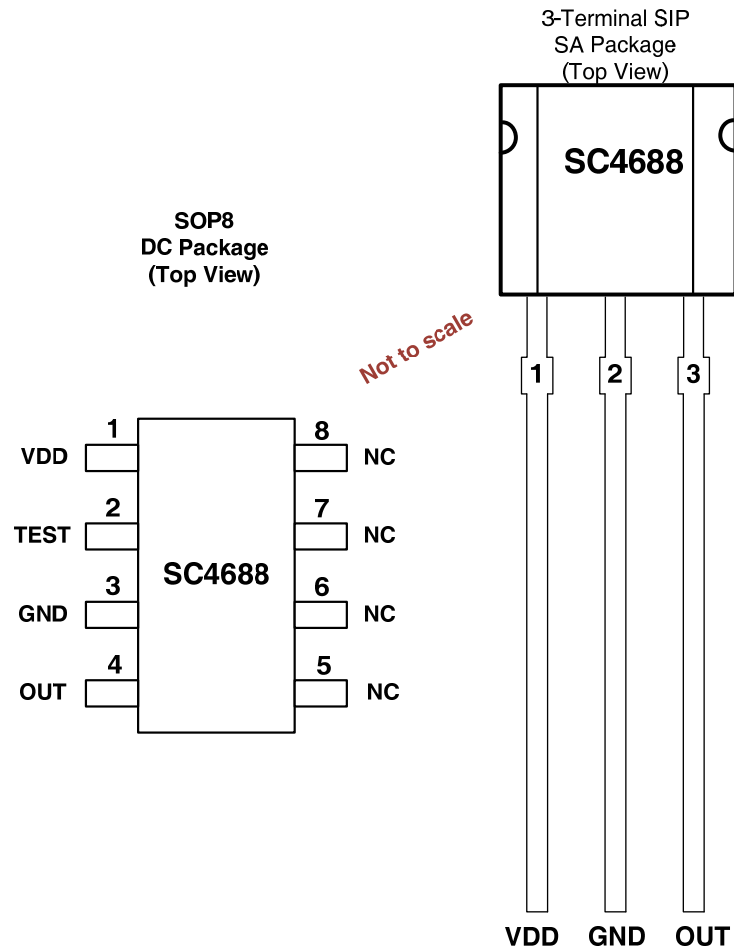 3-Terminal SIP
SA Package
(Top View)
SC4688
SOP8
DC Package
(Top View)
Not to scale
1
2
3
1
8
VDD
NC
2
7
TEST
NC
SC4688
3
6
GND
NC
4
5
OUT
NC
VDD GND OUT